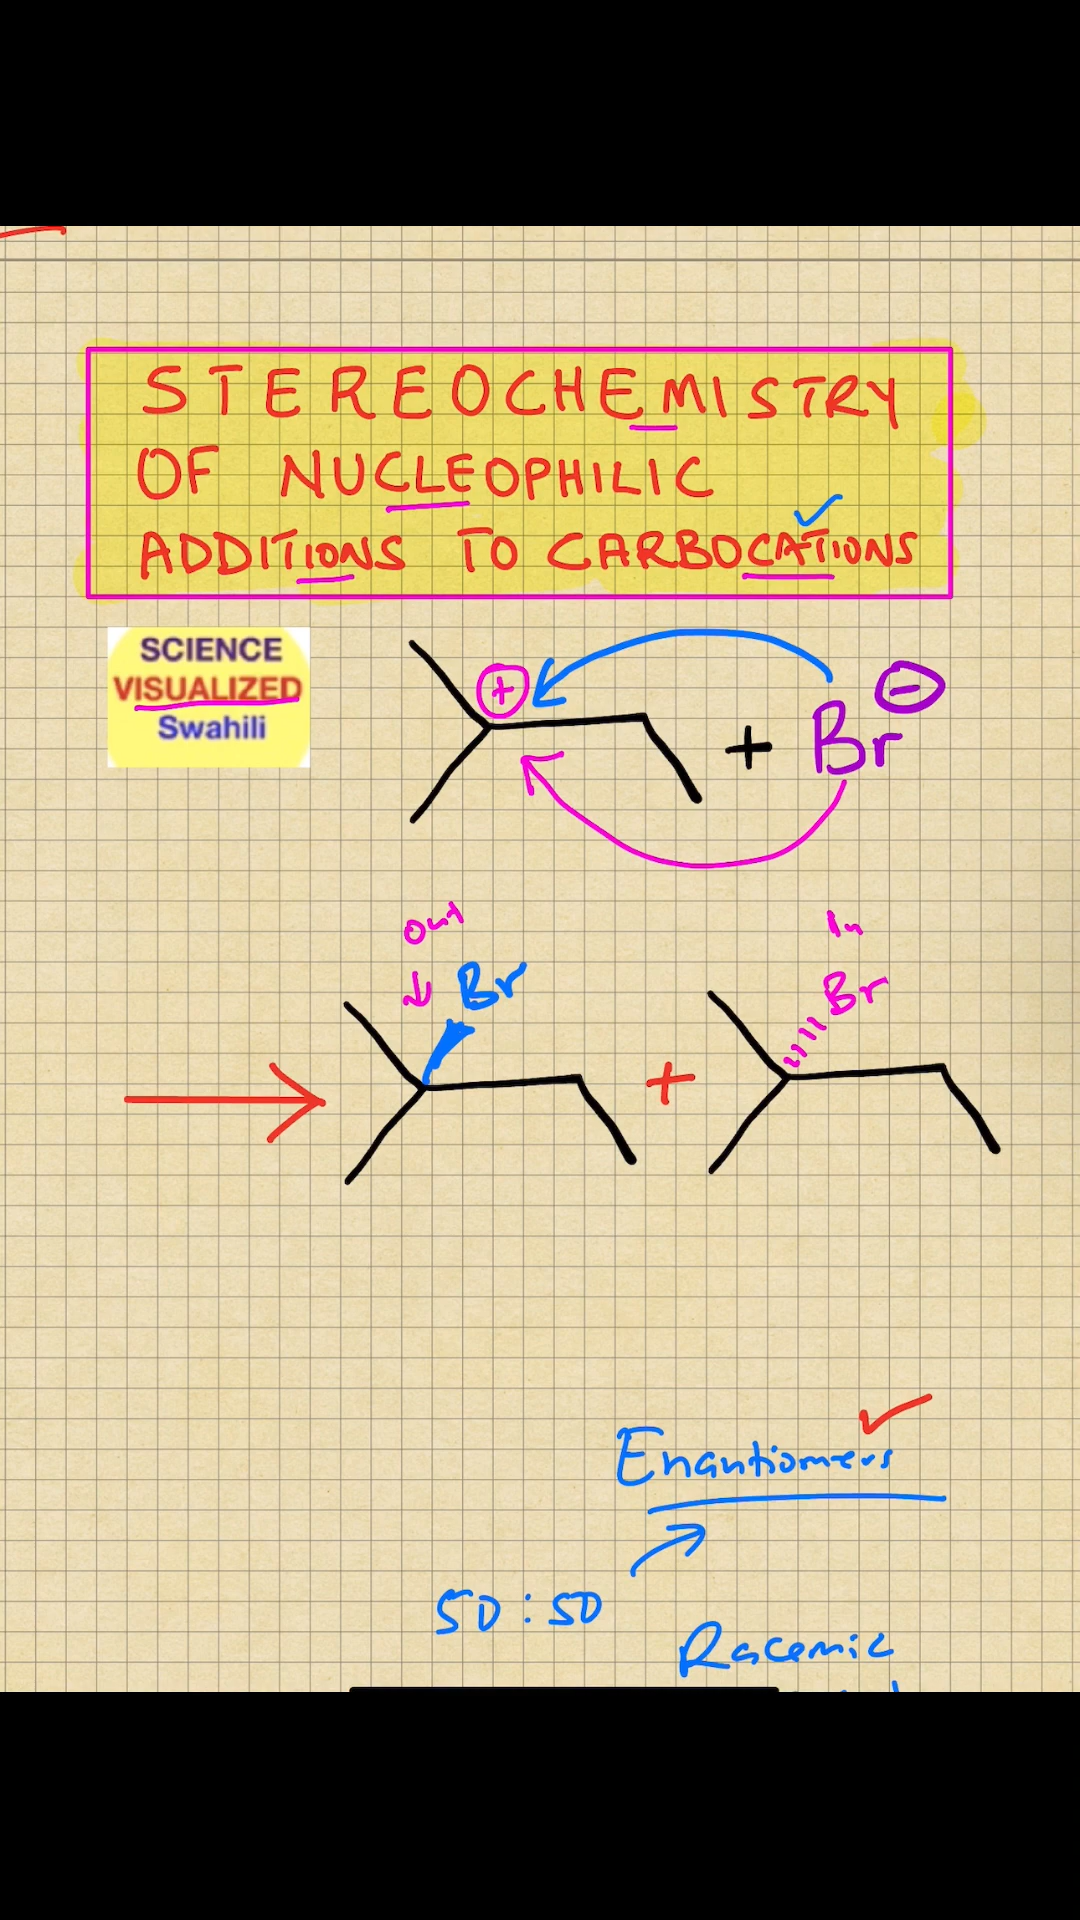 STEREOCHEMISTRY
OF NUCLEOPHILIC
ADDITIONS TO CARBOCATIONS
SCIENCE
VISUALIZED
Swahili
+
+ Br −
Out
In
Br
Br
+
Enantiomers
50:50
Racemic